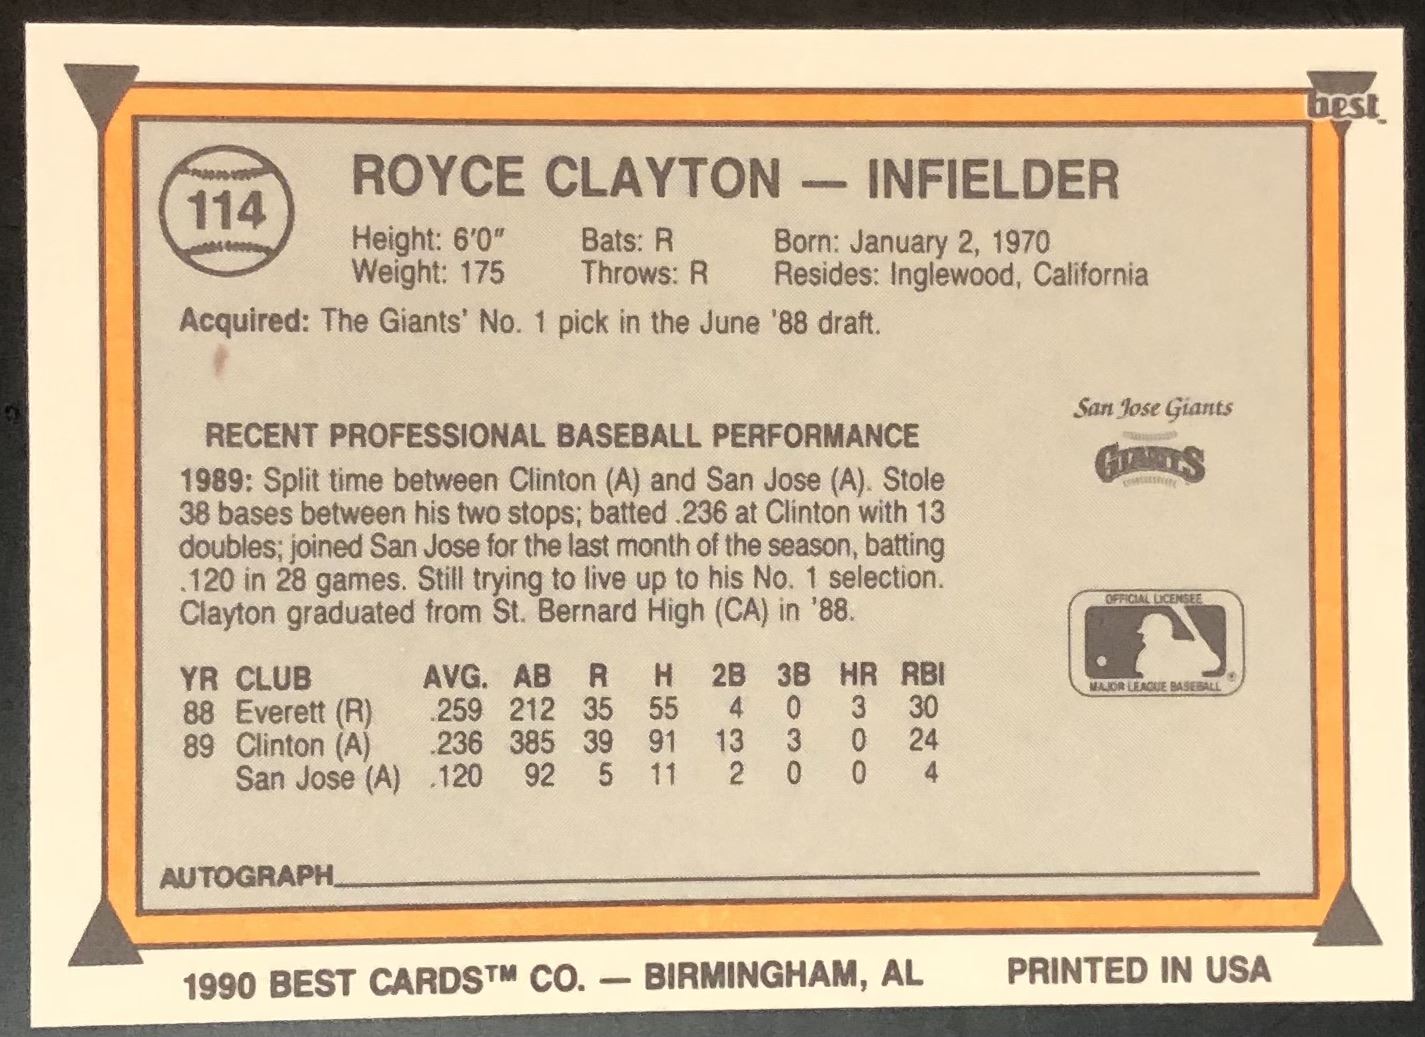 best™
114
ROYCE CLAYTON — INFIELDER
Height: 6'0" Bats: R Born: January 2, 1970
Weight: 175 Throws: R Resides: Inglewood, California
Acquired: The Giants' No. 1 pick in the June '88 draft.
San Jose Giants
GIANTS
RECENT PROFESSIONAL BASEBALL PERFORMANCE
1989: Split time between Clinton (A) and San Jose (A). Stole
38 bases between his two stops; batted .236 at Clinton with 13
doubles; joined San Jose for the last month of the season, batting
.120 in 28 games. Still trying to live up to his No. 1 selection.
Clayton graduated from St. Bernard High (CA) in '88.
OFFICIAL LICENSEE
MAJOR LEAGUE BASEBALL ®
YR CLUB AVG. AB R H 2B 3B HR RBI
88 Everett (R) .259 212 35 55 4 0 3 30
89 Clinton (A) .236 385 39 91 13 3 0 24
San Jose (A) .120 92 5 11 2 0 0 4
AUTOGRAPH
1990 BEST CARDS™ CO. — BIRMINGHAM, AL PRINTED IN USA